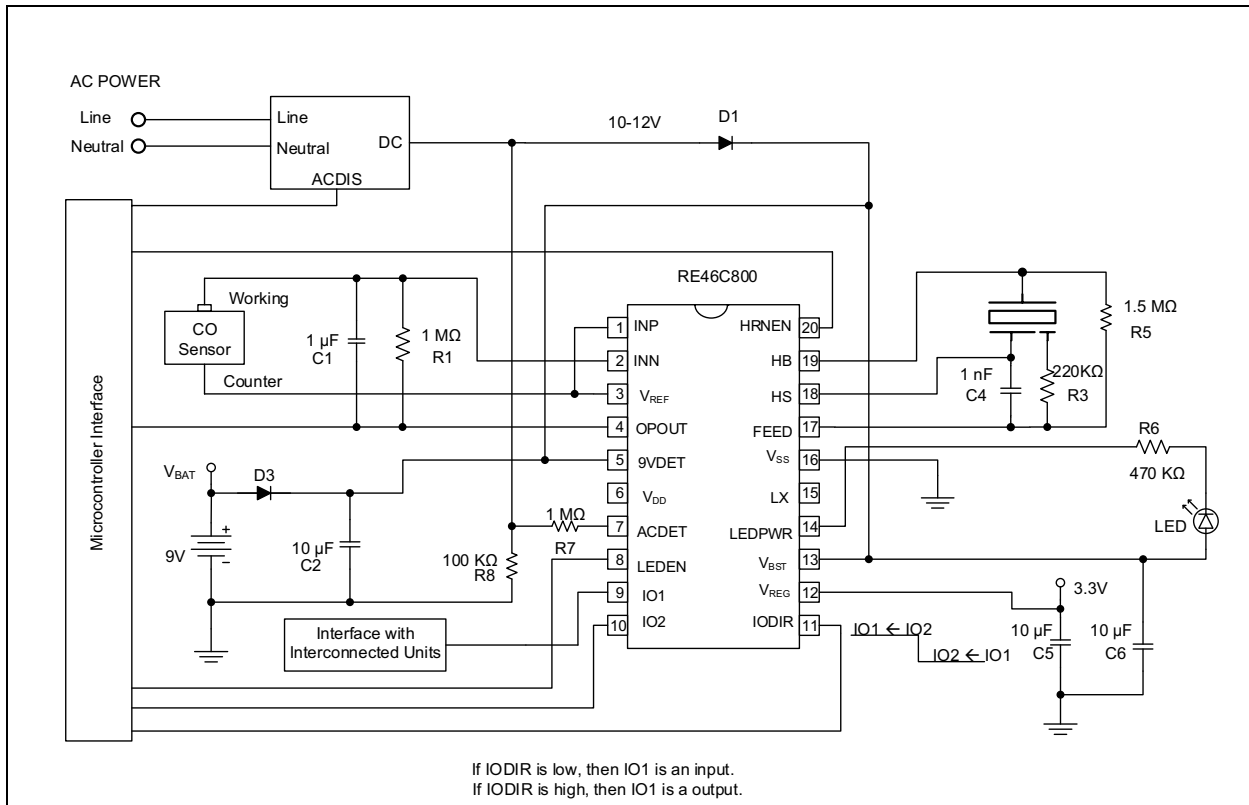 AC POWER
Line
Neutral
Line
Neutral
DC
ACDIS
10-12V
D1
Microcontroller Interface
RE46C800
Working
CO
Sensor
Counter
1 µF
C1
1 MΩ
R1
1 INP
2 INN
3 VREF
4 OPOUT
5 9VDET
6 VDD
7 ACDET
8 LEDEN
9 IO1
10 IO2
HRNEN 20
HB 19
HS 18
FEED 17
VSS 16
LX 15
LEDPWR 14
VBST 13
VREG 12
IODIR 11
1.5 MΩ
R5
1 nF
C4
220KΩ
R3
R6
470 KΩ
LED
VBAT
D3
+
9V
–
10 µF
C2
1 MΩ
R7
100 KΩ
R8
Interface with
Interconnected Units
3.3V
10 µF
C5
10 µF
C6
IO1 ← IO2
IO2 ← IO1
If IODIR is low, then IO1 is an input.
If IODIR is high, then IO1 is a output.